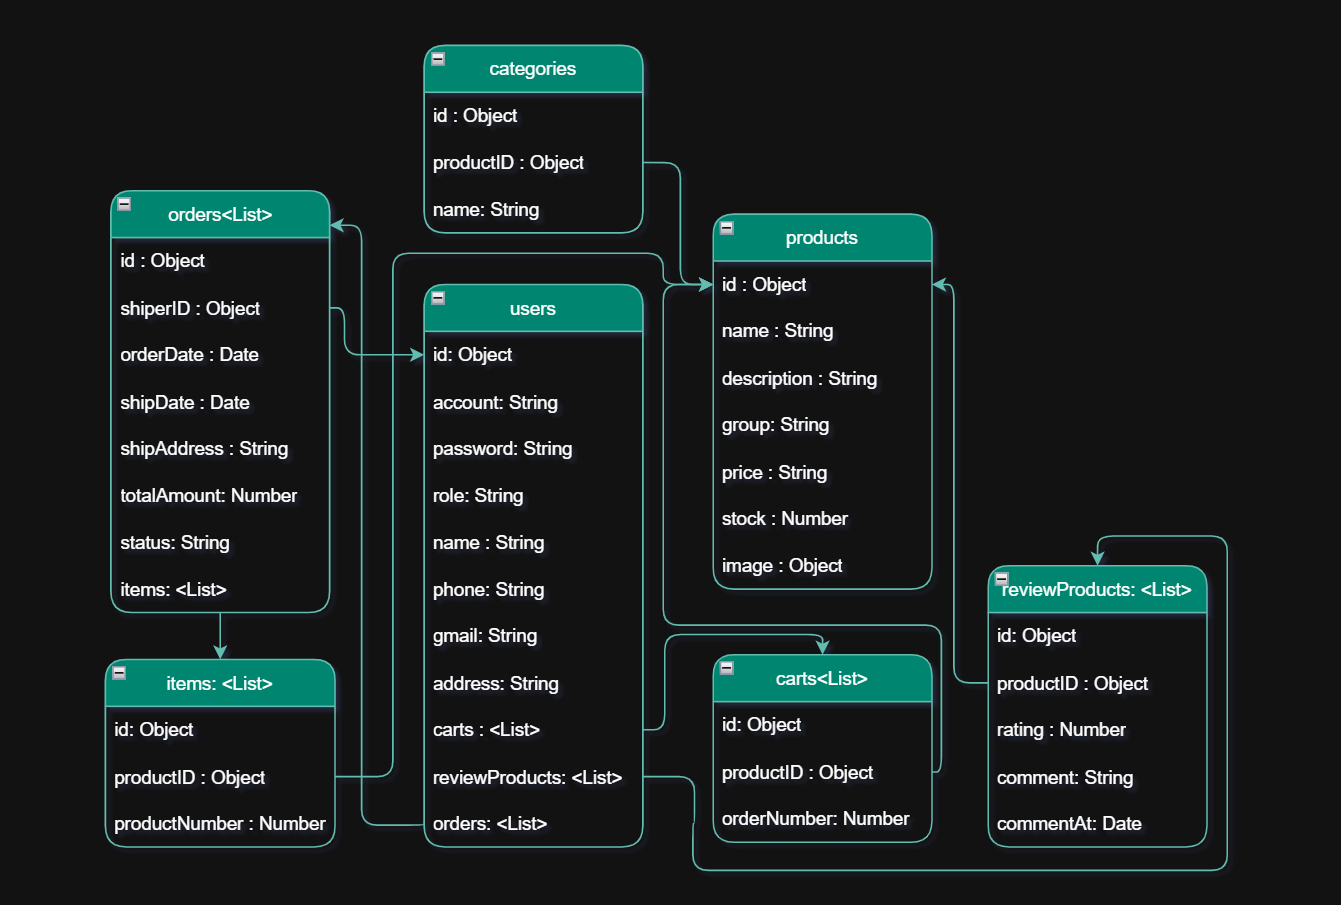 categories
id : Object
productID : Object
name: String
orders<List>
id : Object
shiperID : Object
orderDate : Date
shipDate : Date
shipAddress : String
totalAmount: Number
status: String
items: <List>
users
id: Object
account: String
password: String
role: String
name : String
phone: String
gmail: String
address: String
carts : <List>
reviewProducts: <List>
orders: <List>
products
id : Object
name : String
description : String
group: String
price : String
stock : Number
image : Object
items: <List>
id: Object
productID : Object
productNumber : Number
carts<List>
id: Object
productID : Object
orderNumber: Number
reviewProducts: <List>
id: Object
productID : Object
rating : Number
comment: String
commentAt: Date